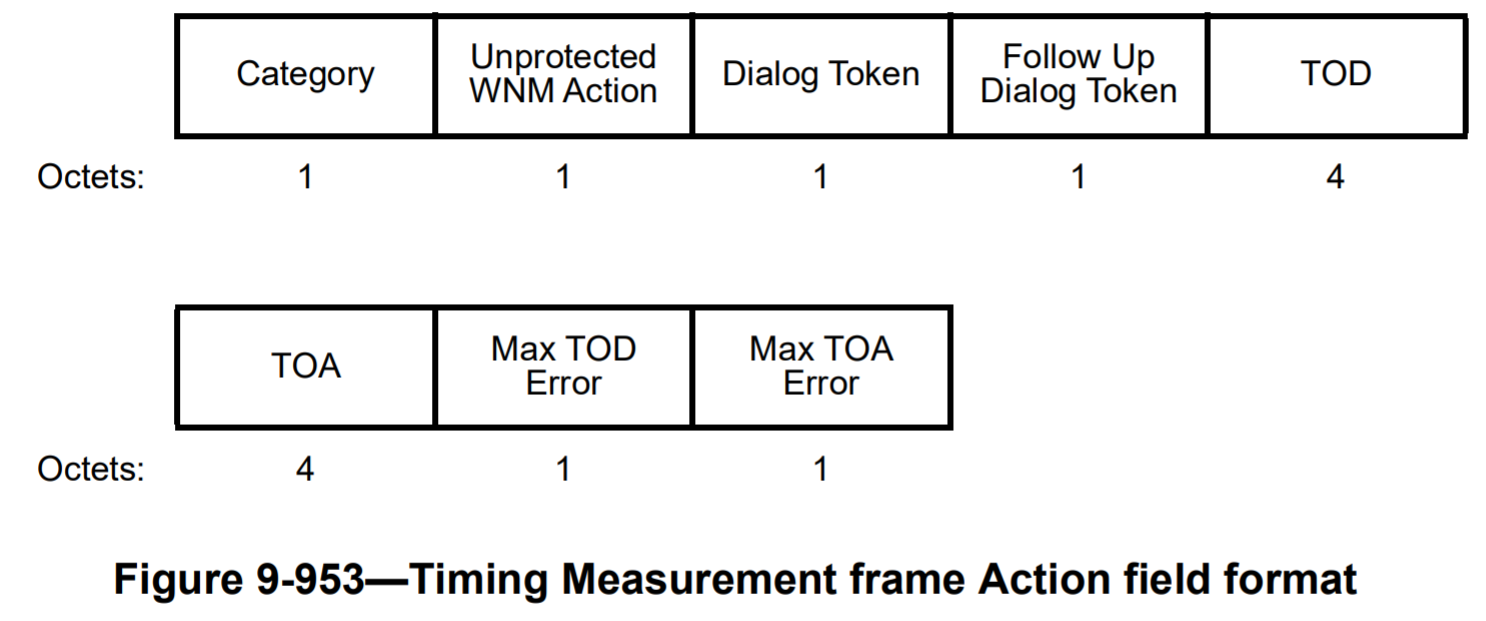 Category
Unprotected
WNM Action
Dialog Token
Follow Up
Dialog Token
TOD
Octets: 1 1 1 1 4
TOA
Max TOD
Error
Max TOA
Error
Octets: 4 1 1
Figure 9-953—Timing Measurement frame Action field format